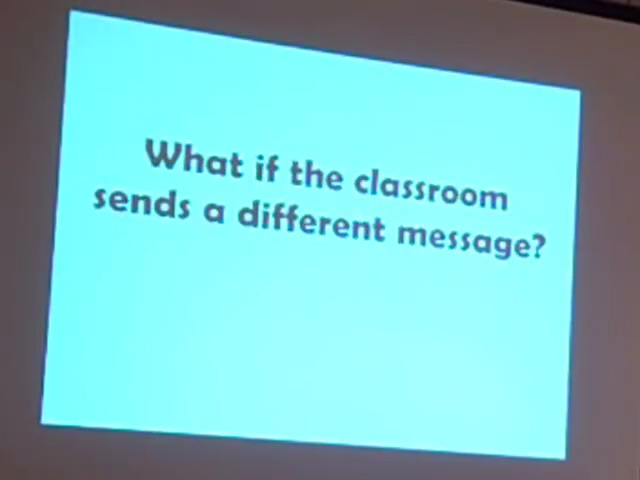 What if the classroom
sends a different message?